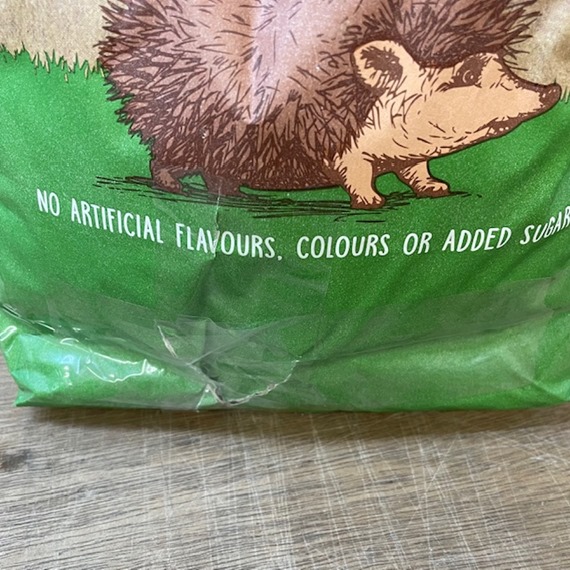 NO ARTIFICIAL FLAVOURS, COLOURS OR ADDED SUGAR